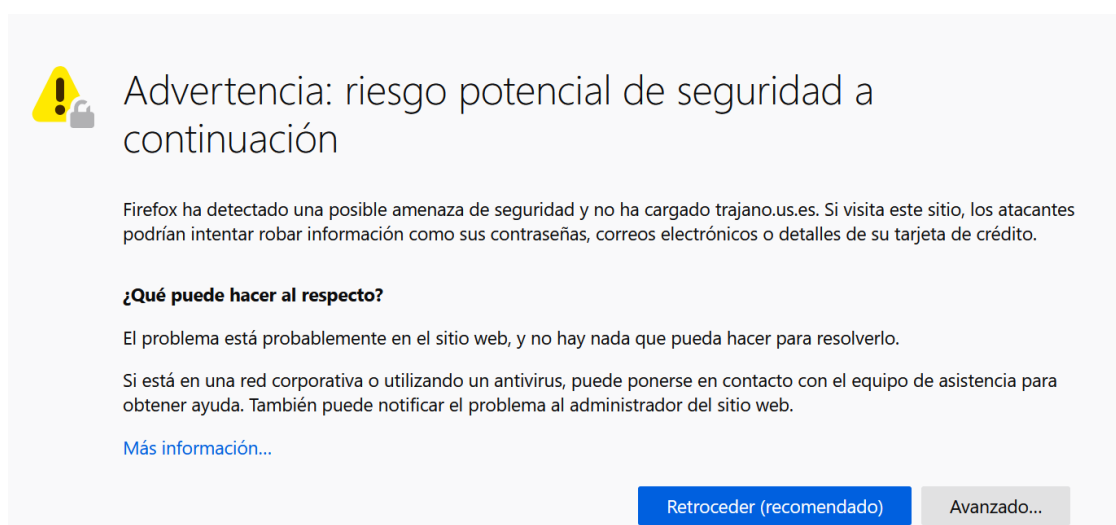 Advertencia: riesgo potencial de seguridad a
continuación
Firefox ha detectado una posible amenaza de seguridad y no ha cargado trajano.us.es. Si visita este sitio, los atacantes
podrían intentar robar información como sus contraseñas, correos electrónicos o detalles de su tarjeta de crédito.
¿Qué puede hacer al respecto?
El problema está probablemente en el sitio web, y no hay nada que pueda hacer para resolverlo.
Si está en una red corporativa o utilizando un antivirus, puede ponerse en contacto con el equipo de asistencia para
obtener ayuda. También puede notificar el problema al administrador del sitio web.
Más información...
Retroceder (recomendado) Avanzado...